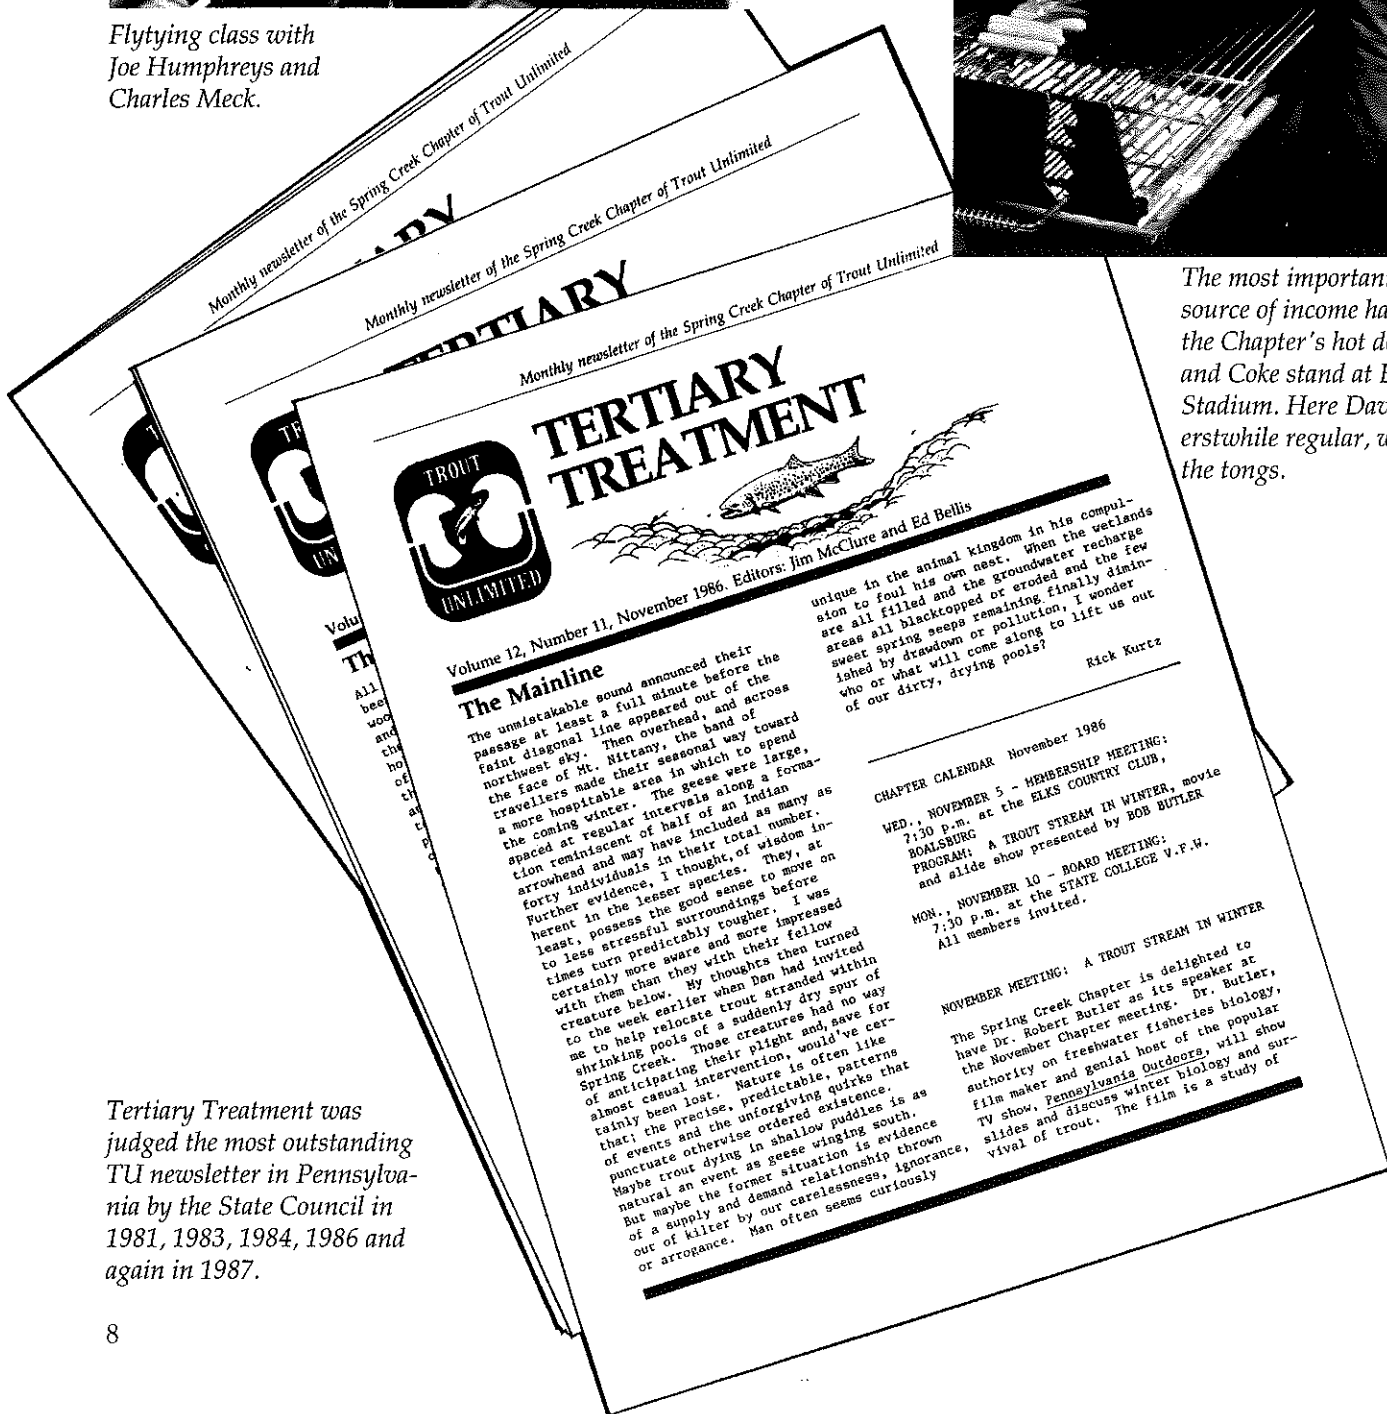 Flytying class with
Joe Humphreys and
Charles Meck.
Monthly newsletter of the Spring Creek Chapter of Trout Unlimited
Monthly newsletter of the Spring Creek Chapter of Trout Unlimited
TERTIARY
Monthly newsletter of the Spring Creek Chapter of Trout Unlimited
TROUT
UNLIMITED
TERTIARY
TREATMENT
Volume 12, Number 11, November 1986. Editors: Jim McClure and Ed Bellis
The Mainline
The unmistakable sound announced their
passage at least a full minute before the
faint diagonal line appeared out of the
northwest sky. Then overhead, and across
the face of Mt. Nittany, the band of
travellers made their seasonal way toward
a more hospitable area in which to spend
the coming winter. The geese were large,
spaced at regular intervals along a forma-
tion reminiscent of half of an Indian
arrowhead and may have included as many as
forty individuals in their total number.
Further evidence, I thought, of wisdom in-
herent in the lesser species. They, at
least, possess the good sense to move on
to less stressful surroundings before
times turn predictably tougher. I was
certainly more aware and more impressed
with them than they with their fellow
creature below. My thoughts then turned
to the week earlier when Dan had invited
me to help relocate trout stranded within
shrinking pools of a suddenly dry spur of
Spring Creek. Those creatures had no way
of anticipating their plight and, save for
almost casual intervention, would've cer-
tainly been lost. Nature is often like
that; the precise, predictable, patterns
of events and the unforgiving quirks that
punctuate otherwise ordered existence.
Maybe trout dying in shallow puddles is as
natural an event as geese winging south.
But maybe the former situation is evidence
of a supply and demand relationship thrown
out of kilter by our carelessness, ignorance,
or arrogance. Man often seems curiously
unique in the animal kingdom in his compul-
sion to foul his own nest. When the wetlands
are all filled and the groundwater recharge
areas all blacktopped or eroded and the few
sweet spring seeps remaining finally dimin-
ished by drawdown or pollution, I wonder
who or what will come along to lift us out
of our dirty, drying pools?
Rick Kurtz
CHAPTER CALENDAR November 1986
WED., NOVEMBER 5 - MEMBERSHIP MEETING:
7:30 p.m. at the ELKS COUNTRY CLUB,
BOALSBURG
PROGRAM: A TROUT STREAM IN WINTER, movie
and slide show presented by BOB BUTLER
MON., NOVEMBER 10 - BOARD MEETING:
7:30 p.m. at the STATE COLLEGE V.F.W.
All members invited.
NOVEMBER MEETING: A TROUT STREAM IN WINTER
The Spring Creek Chapter is delighted to
have Dr. Robert Butler as its speaker at
the November Chapter meeting. Dr. Butler,
authority on freshwater fisheries biology,
film maker and genial host of the popular
TV show, Pennsylvania Outdoors, will show
slides and discuss winter biology and sur-
vival of trout. The film is a study of
The most important
source of income ha
the Chapter's hot d
and Coke stand at B
Stadium. Here Dav
erstwhile regular, w
the tongs.
Tertiary Treatment was
judged the most outstanding
TU newsletter in Pennsylva-
nia by the State Council in
1981, 1983, 1984, 1986 and
again in 1987.
8